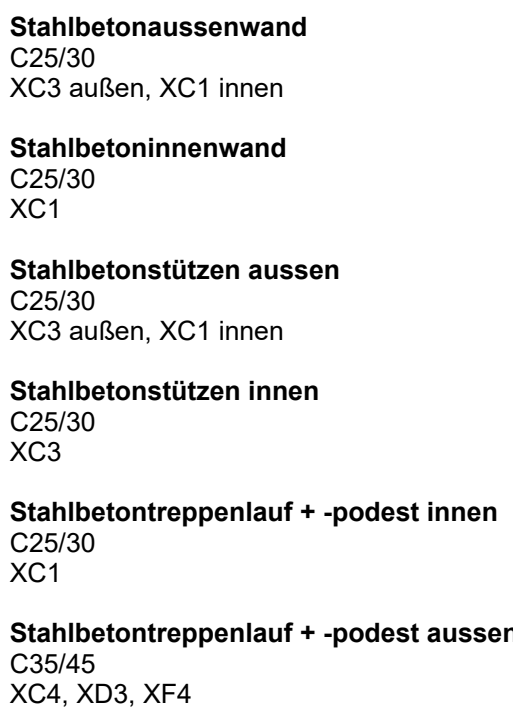 Stahlbetonaussenwand
C25/30
XC3 außen, XC1 innen
Stahlbetoninnenwand
C25/30
XC1
Stahlbetonstützen aussen
C25/30
XC3 außen, XC1 innen
Stahlbetonstützen innen
C25/30
XC3
Stahlbetontreppenlauf + -podest innen
C25/30
XC1
Stahlbetontreppenlauf + -podest aussen
C35/45
XC4, XD3, XF4